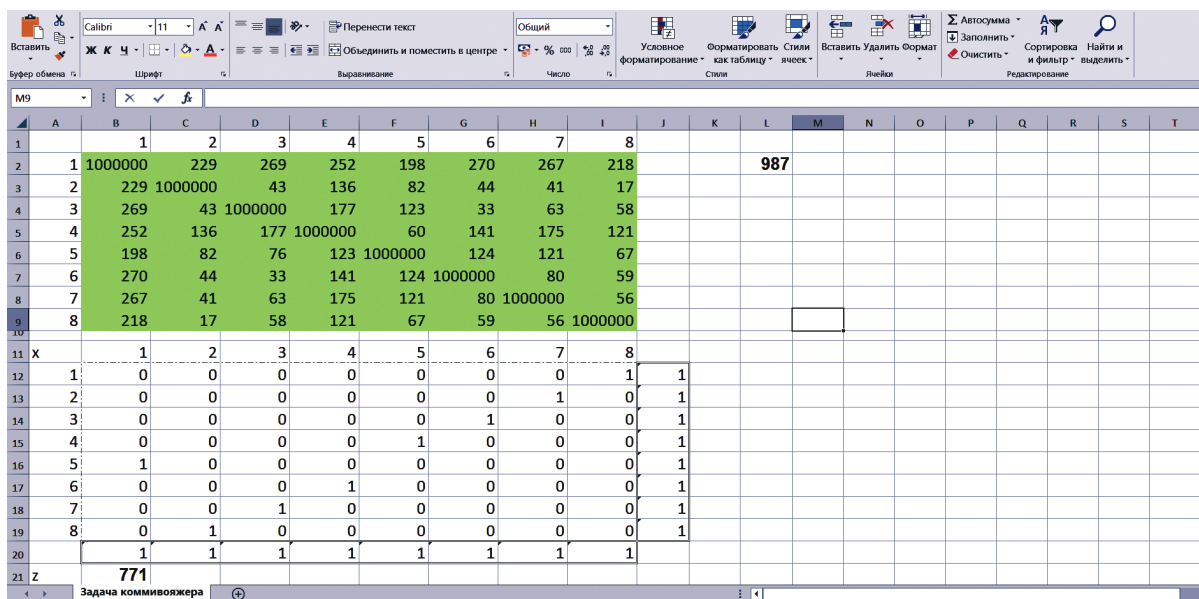 Вставить Calibri 11 Перенести текст Общий Условное форматирование Форматировать как таблицу Стили ячеек Вставить Удалить Формат Σ Автосумма Заполнить Очистить Сортировка и фильтр Найти и выделить
Ж К Ч А Объединить и поместить в центре % 000
Буфер обмена Шрифт Выравнивание Число Стили Ячейки Редактирование
M9 fx
A B C D E F G H I J K L M N O P Q R S T
1 1 2 3 4 5 6 7 8
2 1 1000000 229 269 252 198 270 267 218 987
3 2 229 1000000 43 136 82 44 41 17
4 3 269 43 1000000 177 123 33 63 58
5 4 252 136 177 1000000 60 141 175 121
6 5 198 82 76 123 1000000 124 121 67
7 6 270 44 33 141 124 1000000 80 59
8 7 267 41 63 175 121 80 1000000 56
9 8 218 17 58 121 67 59 56 1000000
10
11 X 1 2 3 4 5 6 7 8
12 1 0 0 0 0 0 0 0 1 1
13 2 0 0 0 0 0 0 1 0 1
14 3 0 0 0 0 0 1 0 0 1
15 4 0 0 0 0 1 0 0 0 1
16 5 1 0 0 0 0 0 0 0 1
17 6 0 0 0 1 0 0 0 0 1
18 7 0 0 1 0 0 0 0 0 1
19 8 0 1 0 0 0 0 0 0 1
20 1 1 1 1 1 1 1 1
21 Z 771
Задача коммивояжера